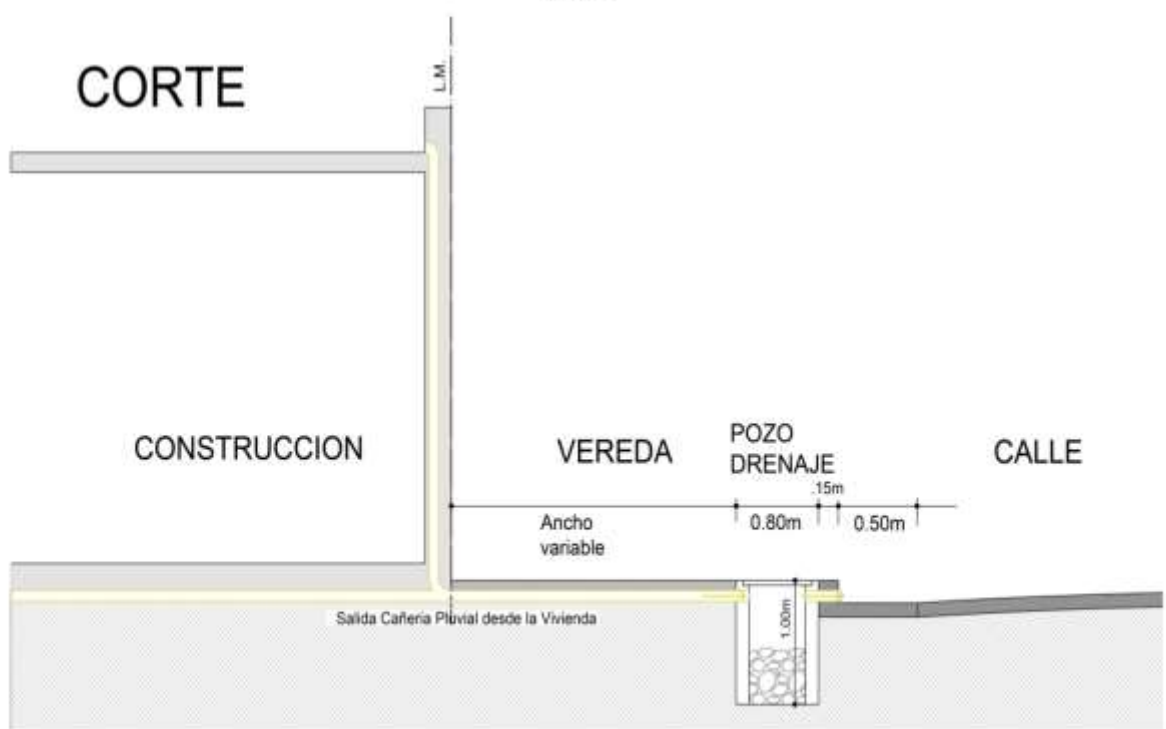 CORTE
L.M.
CONSTRUCCION
VEREDA
POZO
DRENAJE
CALLE
.15m
Ancho
variable
0.80m
0.50m
Salida Cañeria Pluvial desde la Vivienda
1.00m